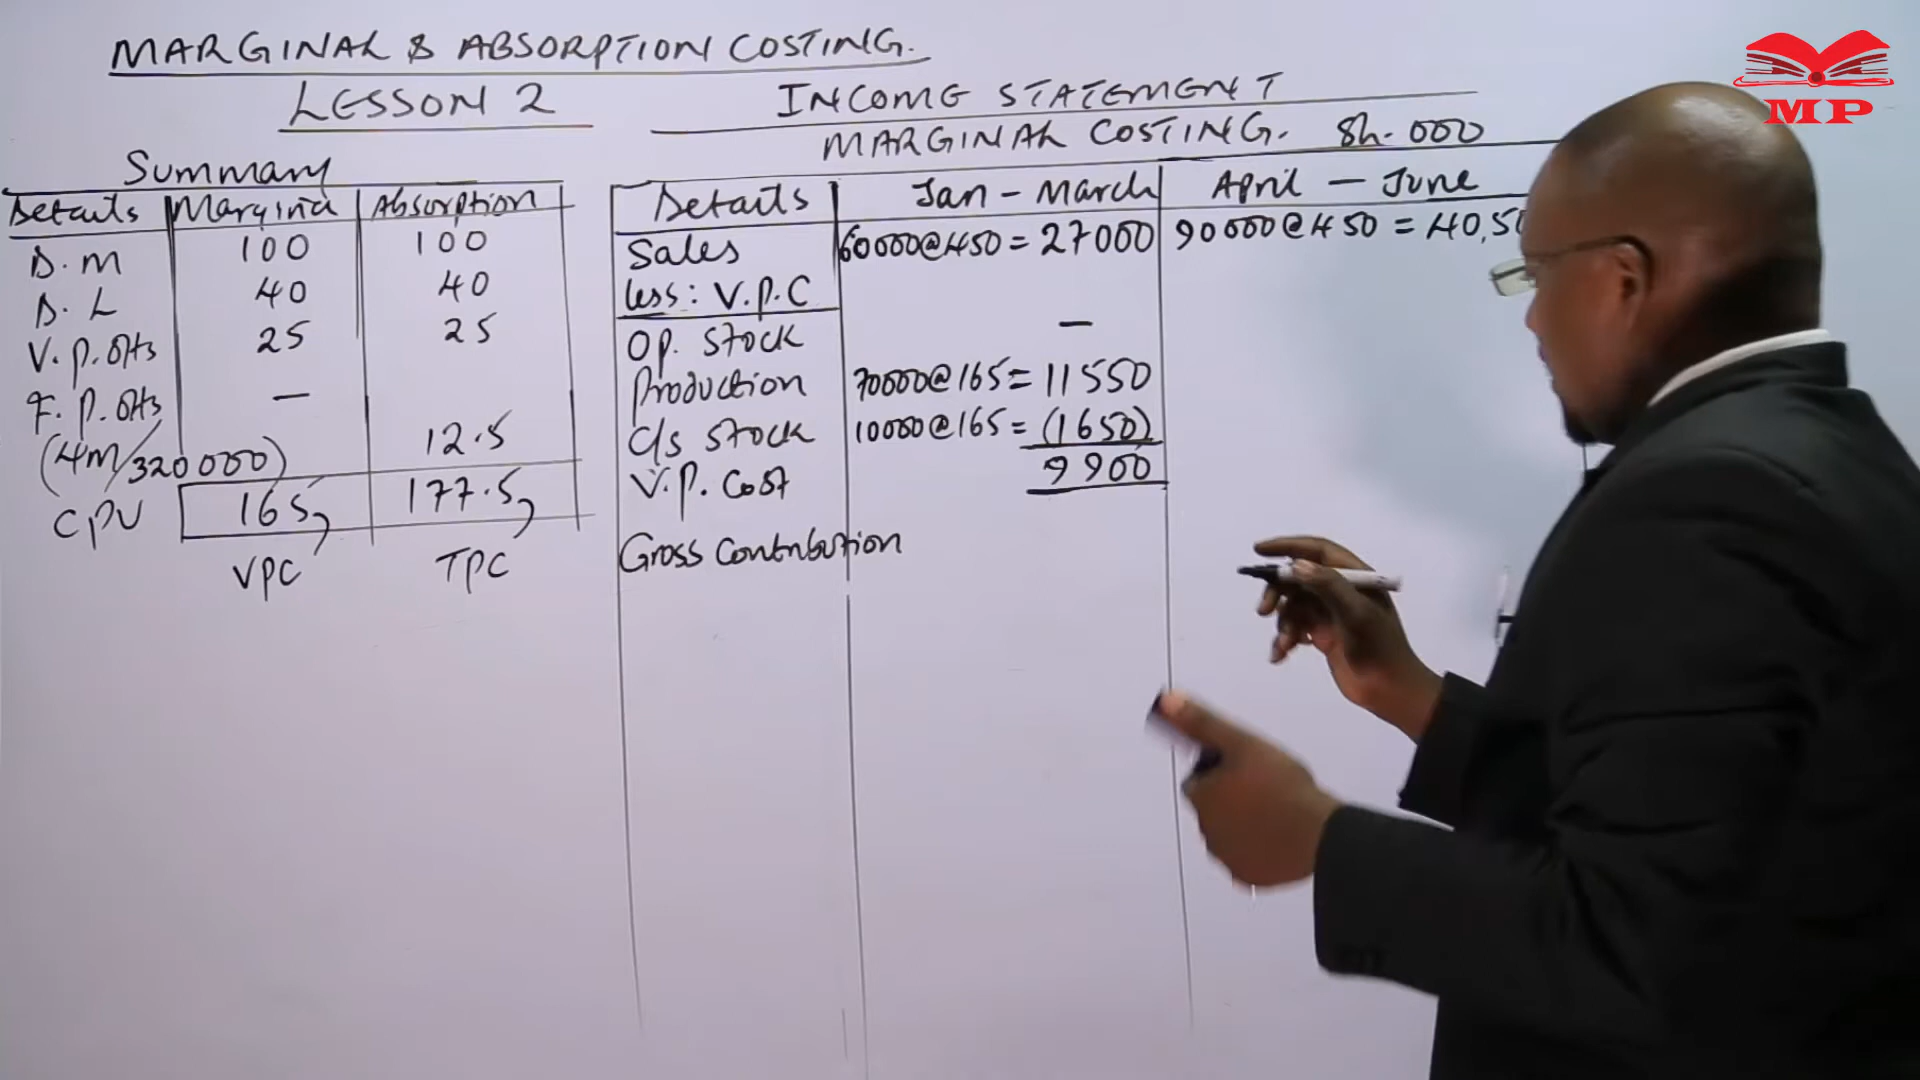 MARGINAL & ABSORPTION COSTING.
LESSON 2
Summary
Details Marginal Absorption
D.M 100 100
D.L 40 40
V.P.OHs 25 25
F.P.OHs —
(4m/320000) 12.5
CPU 165, 177.5,
VPC TPC
INCOME STATEMENT
MARGINAL COSTING. Sh.000
Details Jan - March April - June
Sales 60000@450 = 27000 90000@450 = 40,50
less: V.P.C
Op. Stock —
Production 70000@165 = 11550
C/s Stock 10000@165 = (1650)
V.P. Cost 9900
Gross Contribution
MP